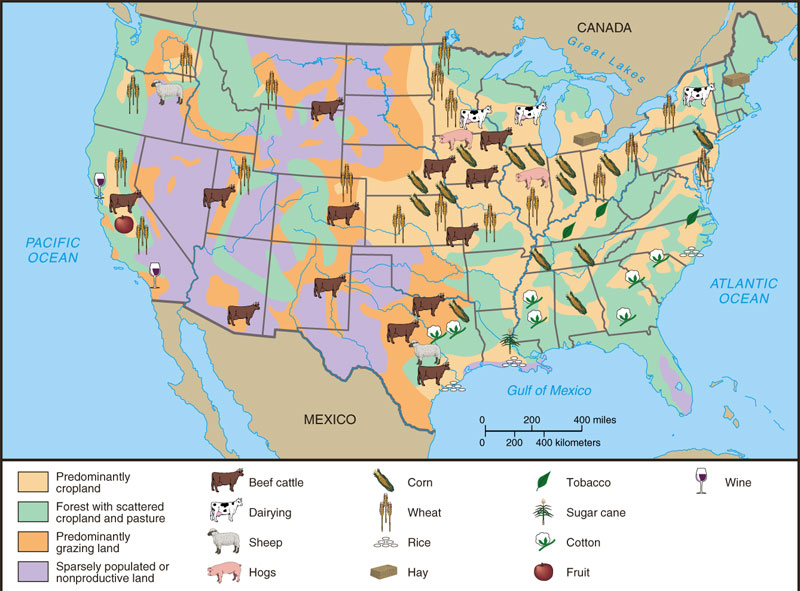 CANADA
Great Lakes
PACIFIC
OCEAN
ATLANTIC
OCEAN
Gulf of Mexico
MEXICO
0 200 400 miles
0 200 400 kilometers
Predominantly
cropland
Forest with scattered
cropland and pasture
Predominantly
grazing land
Sparsely populated or
nonproductive land
Beef cattle
Dairying
Sheep
Hogs
Corn
Wheat
Rice
Hay
Tobacco
Sugar cane
Cotton
Fruit
Wine